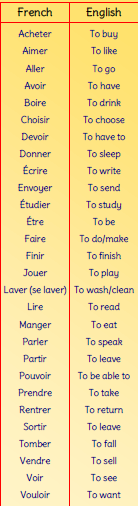 French English
Acheter To buy
Aimer To like
Aller To go
Avoir To have
Boire To drink
Choisir To choose
Devoir To have to
Donner To sleep
Écrire To write
Envoyer To send
Étudier To study
Être To be
Faire To do/make
Finir To finish
Jouer To play
Laver (se laver) To wash/clean
Lire To read
Manger To eat
Parler To speak
Partir To leave
Pouvoir To be able to
Prendre To take
Rentrer To return
Sortir To leave
Tomber To fall
Vendre To sell
Voir To see
Vouloir To want